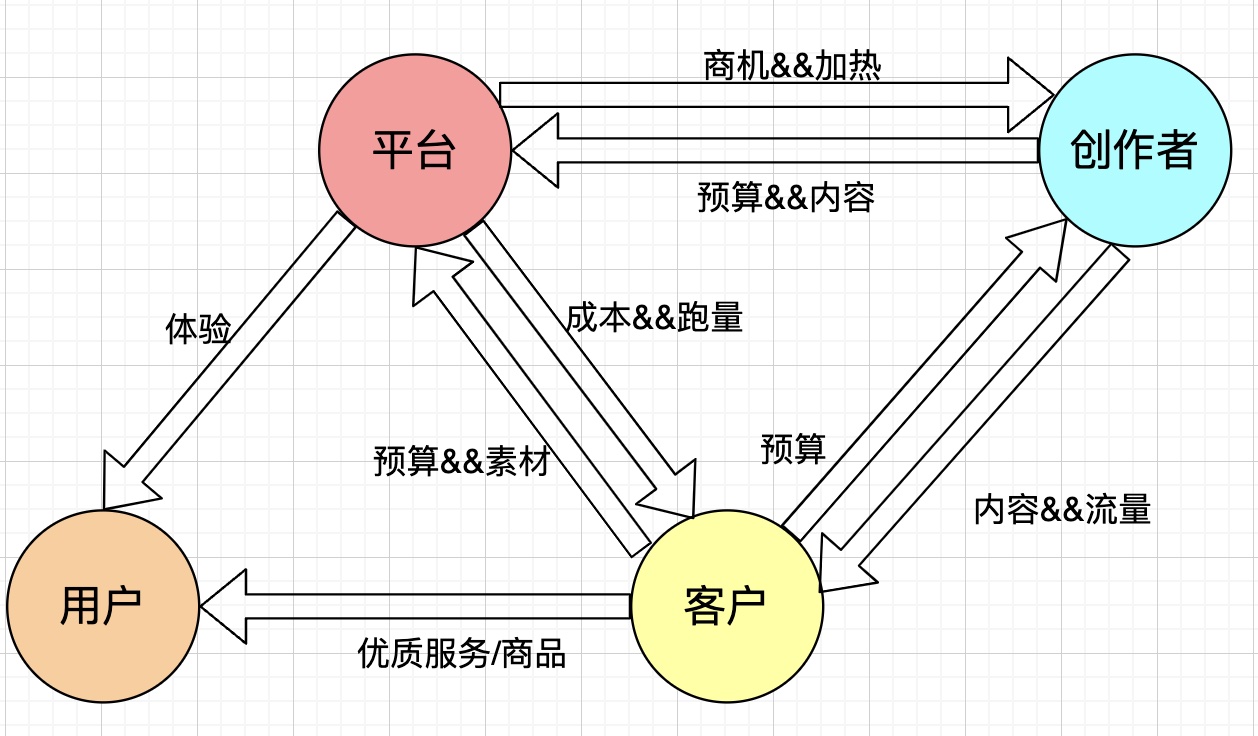 商机&&加热
平台
创作者
预算&&内容
成本&&跑量
体验
预算
预算&&素材
内容&&流量
用户
客户
优质服务/商品